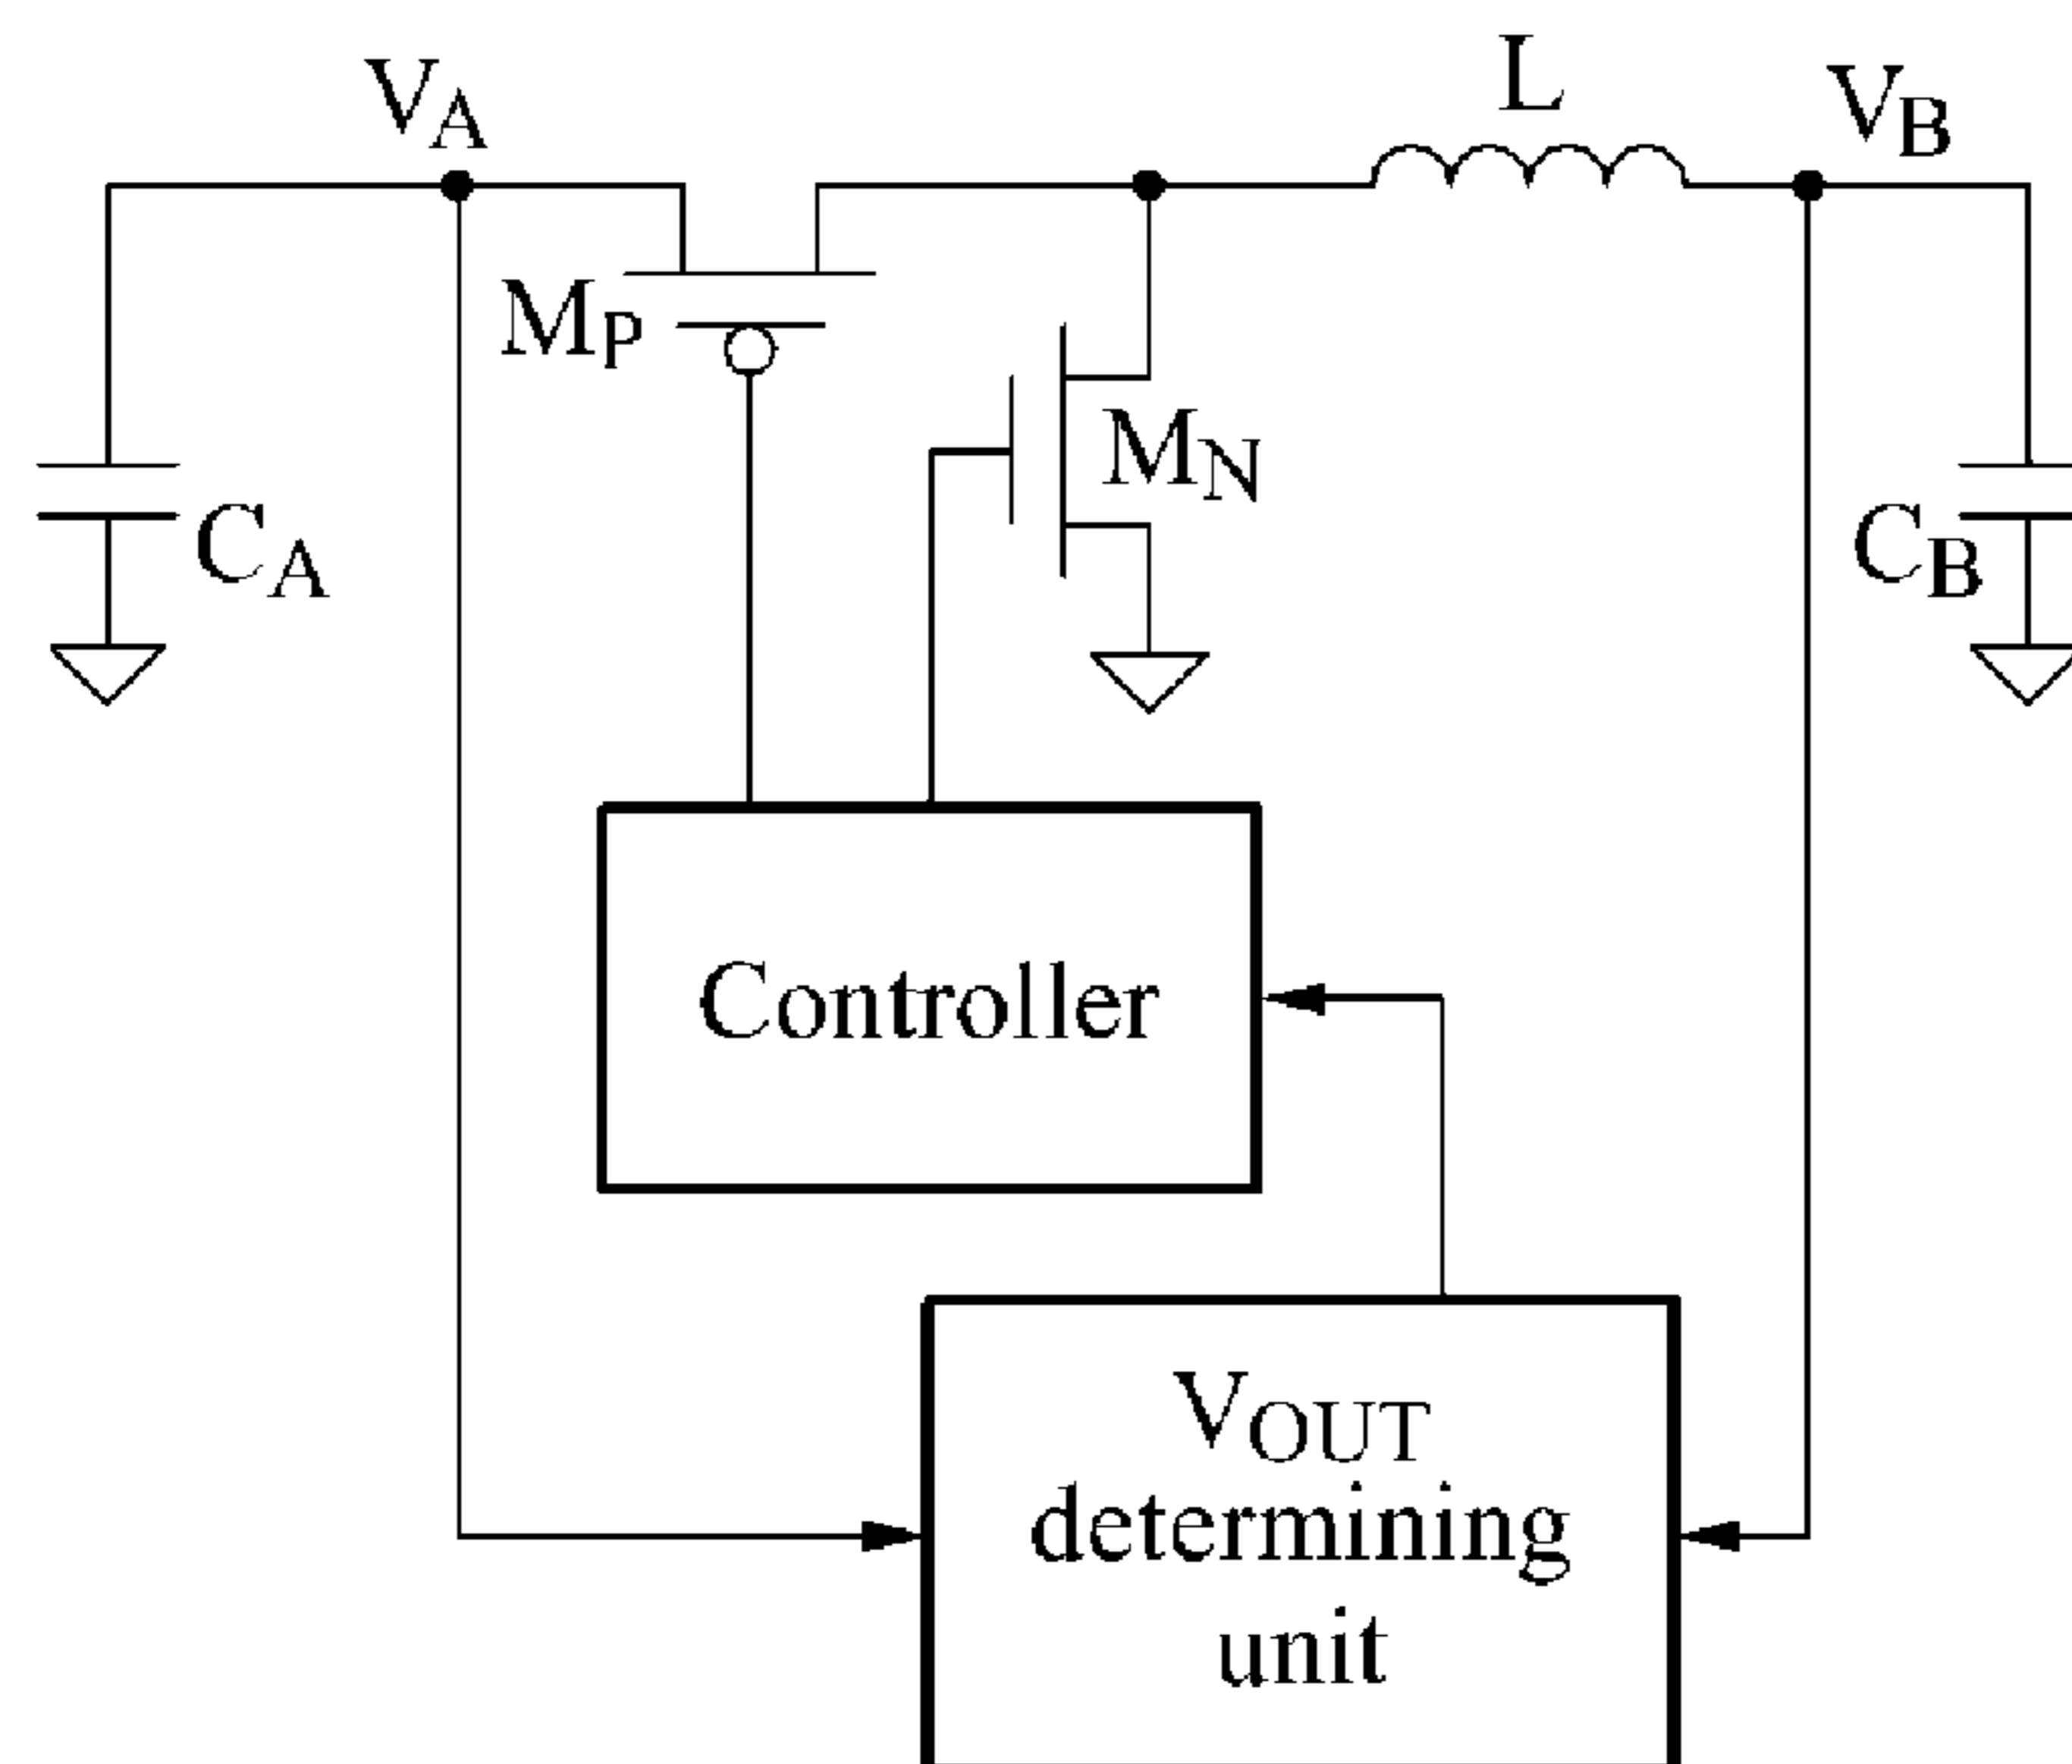 L
VA
VB
MP
MN
CA
CB
Controller
VOUT
determining
unit